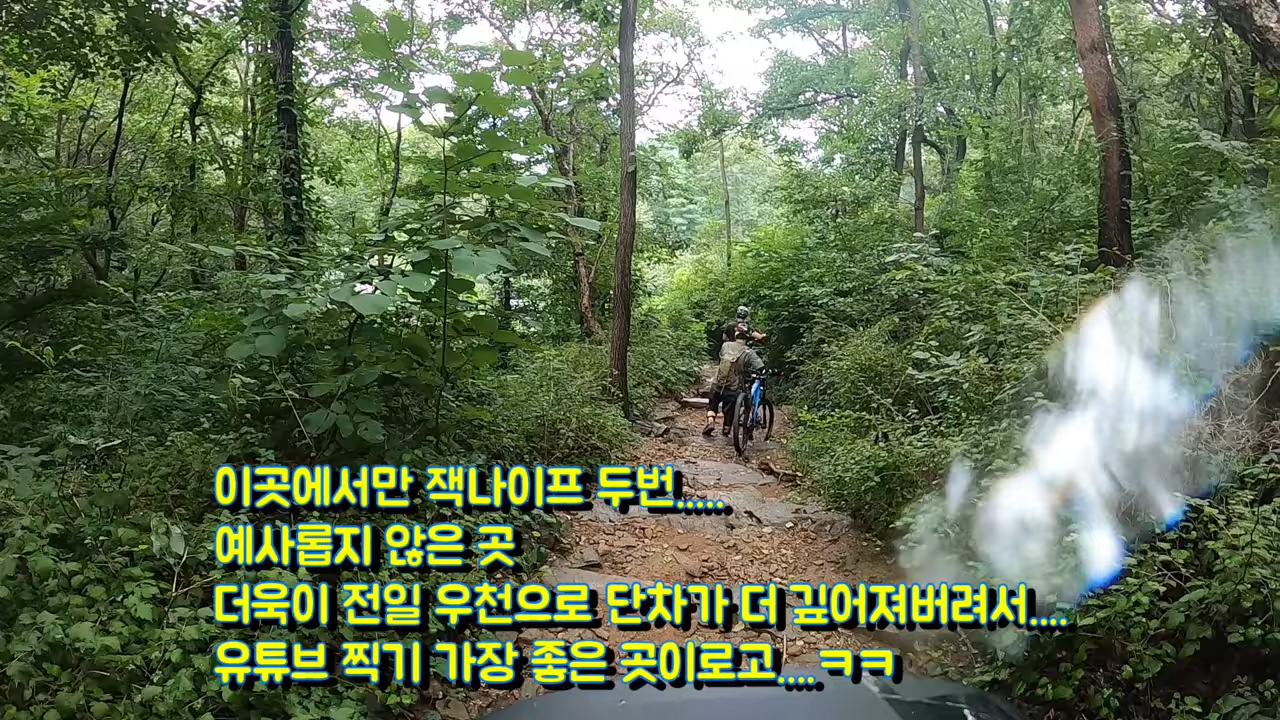 이곳에서만 잭나이프 두번.....
예사롭지 않은 곳
더욱이 전일 우천으로 단차가 더 깊어져버려서....
유튜브 찍기 가장 좋은 곳이로고....ㅋㅋ